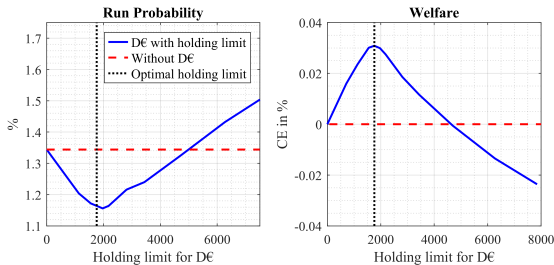 Run Probability
1.7
1.6
1.5
1.4
1.3
1.2
1.1
%
D€ with holding limit
Without D€
Optimal holding limit
0
2000
4000
6000
Holding limit for D€
Welfare
0.04
0.02
0
-0.02
-0.04
CE in %
0
2000
4000
6000
8000
Holding limit for D€